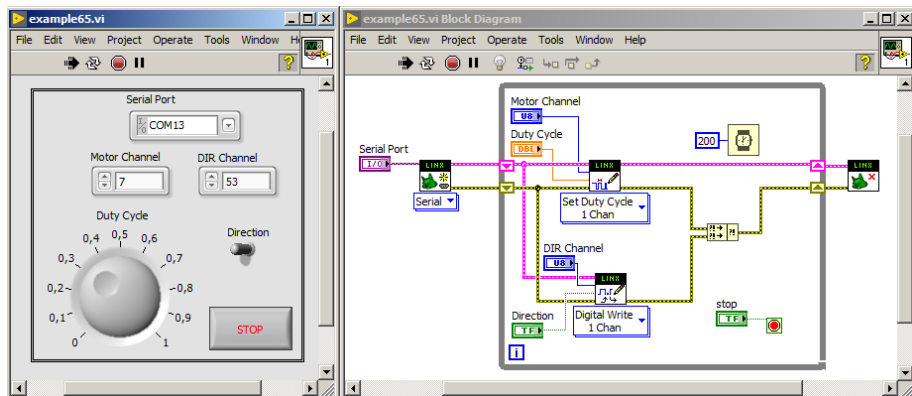 example65.vi
File Edit View Project Operate Tools Window
1
Serial Port
I/O COM13
Motor Channel DIR Channel
7 53
Duty Cycle
Direction
0,5
0,4 0,6
0,3 0,7
0,2 0,8
0,1 0,9
0 1
STOP
example65.vi Block Diagram
File Edit View Project Operate Tools Window Help
1
Motor Channel
U8
Duty Cycle
DBL
200
Serial Port
I/O
LINX
LINX
LINX
Serial
Set Duty Cycle
1 Chan
DIR Channel
U8
LINX
Direction
TF
Digital Write
1 Chan
stop
TF
i